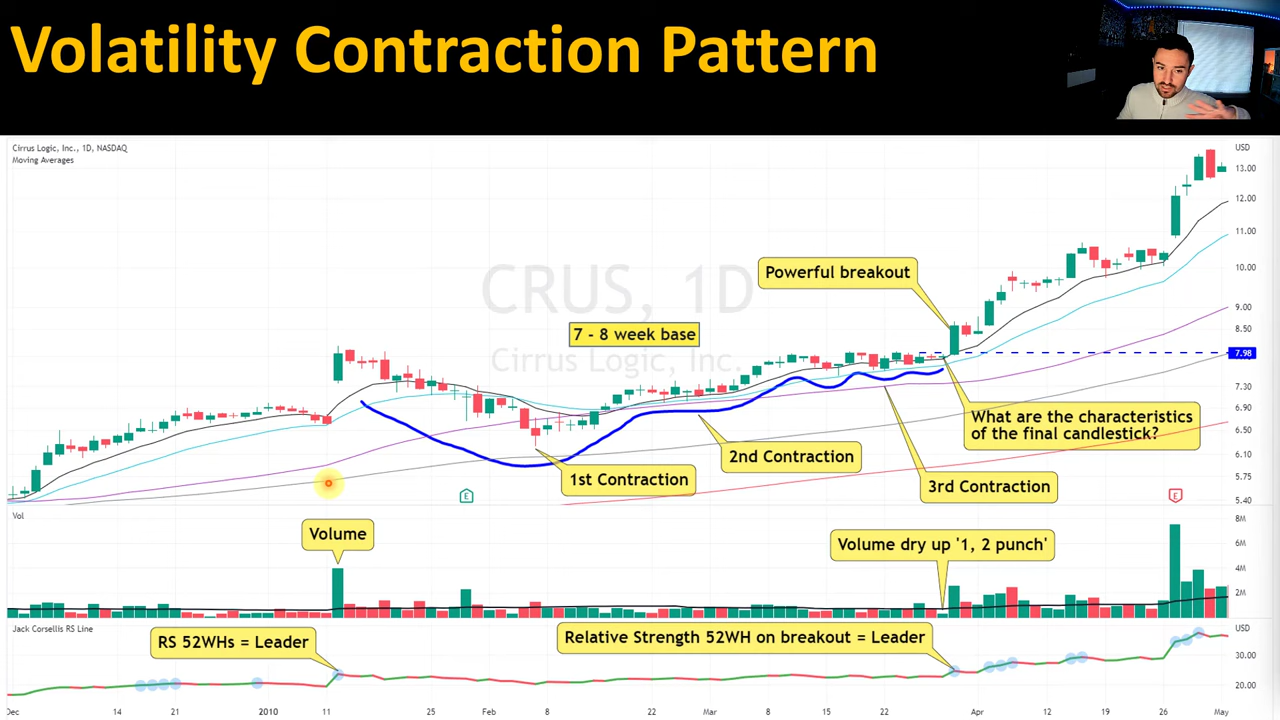 Volatility Contraction Pattern
Cirrus Logic, Inc., 1D, NASDAQ
Moving Averages
USD
13.00
12.00
11.00
10.00
9.00
8.50
7.98
7.30
6.90
6.50
6.10
5.75
5.40
CRUS, 1D
Cirrus Logic, Inc.
Powerful breakout
7 - 8 week base
What are the characteristics
of the final candlestick?
2nd Contraction
1st Contraction
3rd Contraction
E
E
Vol
8M
6M
4M
2M
Volume
Volume dry up '1, 2 punch'
Jack Corsellis RS Line
USD
30.00
20.00
RS 52WHs = Leader
Relative Strength 52WH on breakout = Leader
Dec
14
21
2010
11
25
Feb
8
22
Mar
8
15
22
Apr
12
19
26
May